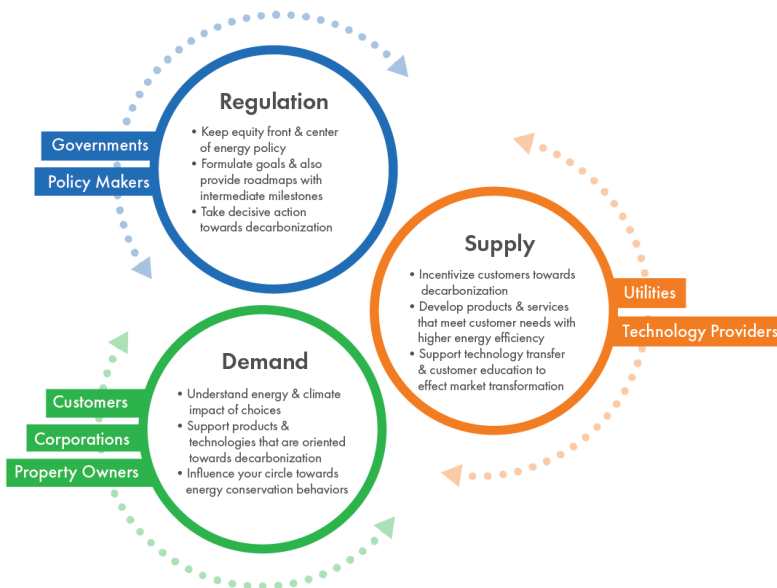 Regulation
• Keep equity front & center
of energy policy
• Formulate goals & also
provide roadmaps with
intermediate milestones
• Take decisive action
towards decarbonization
Governments
Policy Makers
Supply
• Incentivize customers towards
decarbonization
• Develop products & services
that meet customer needs with
higher energy efficiency
• Support technology transfer
& customer education to
effect market transformation
Utilities
Technology Providers
Demand
• Understand energy & climate
impact of choices
• Support products &
technologies that are oriented
towards decarbonization
• Influence your circle towards
energy conservation behaviors
Customers
Corporations
Property Owners